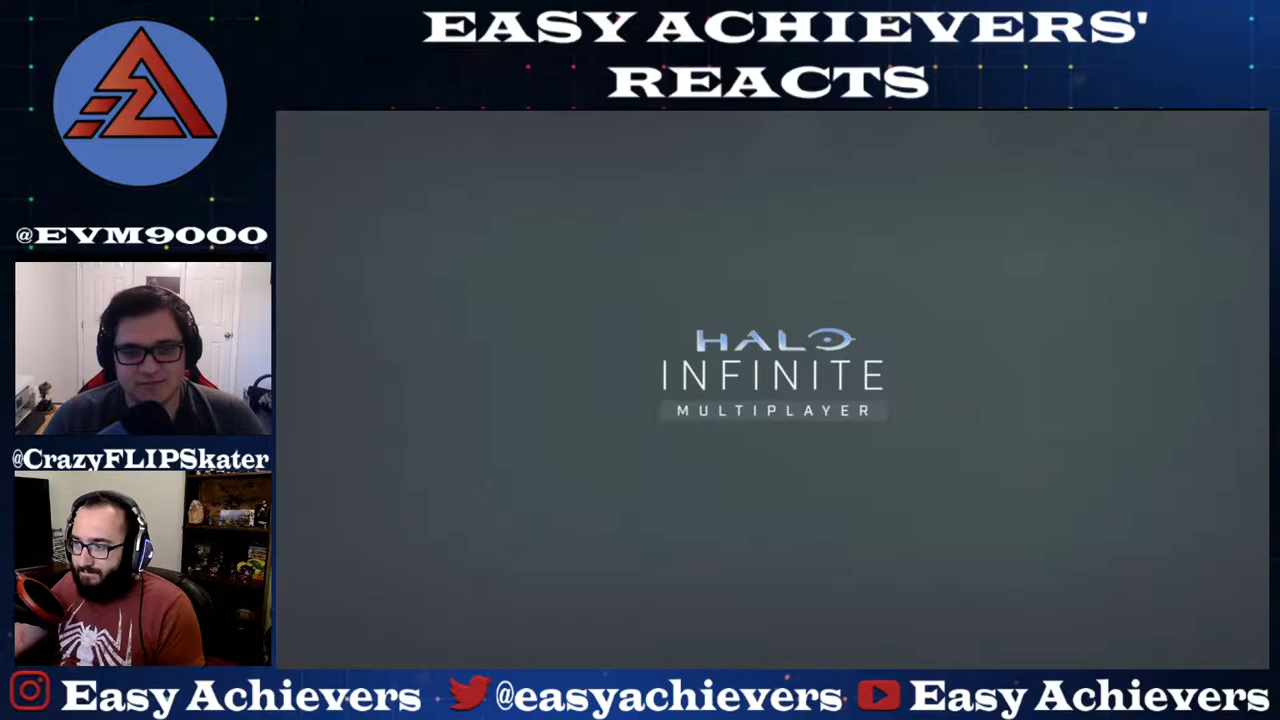 EASY ACHIEVERS'
REACTS
@EVM9000
@CrazyFLIPSkater
HALO
INFINITE
MULTIPLAYER
Easy Achievers @easyachievers Easy Achievers